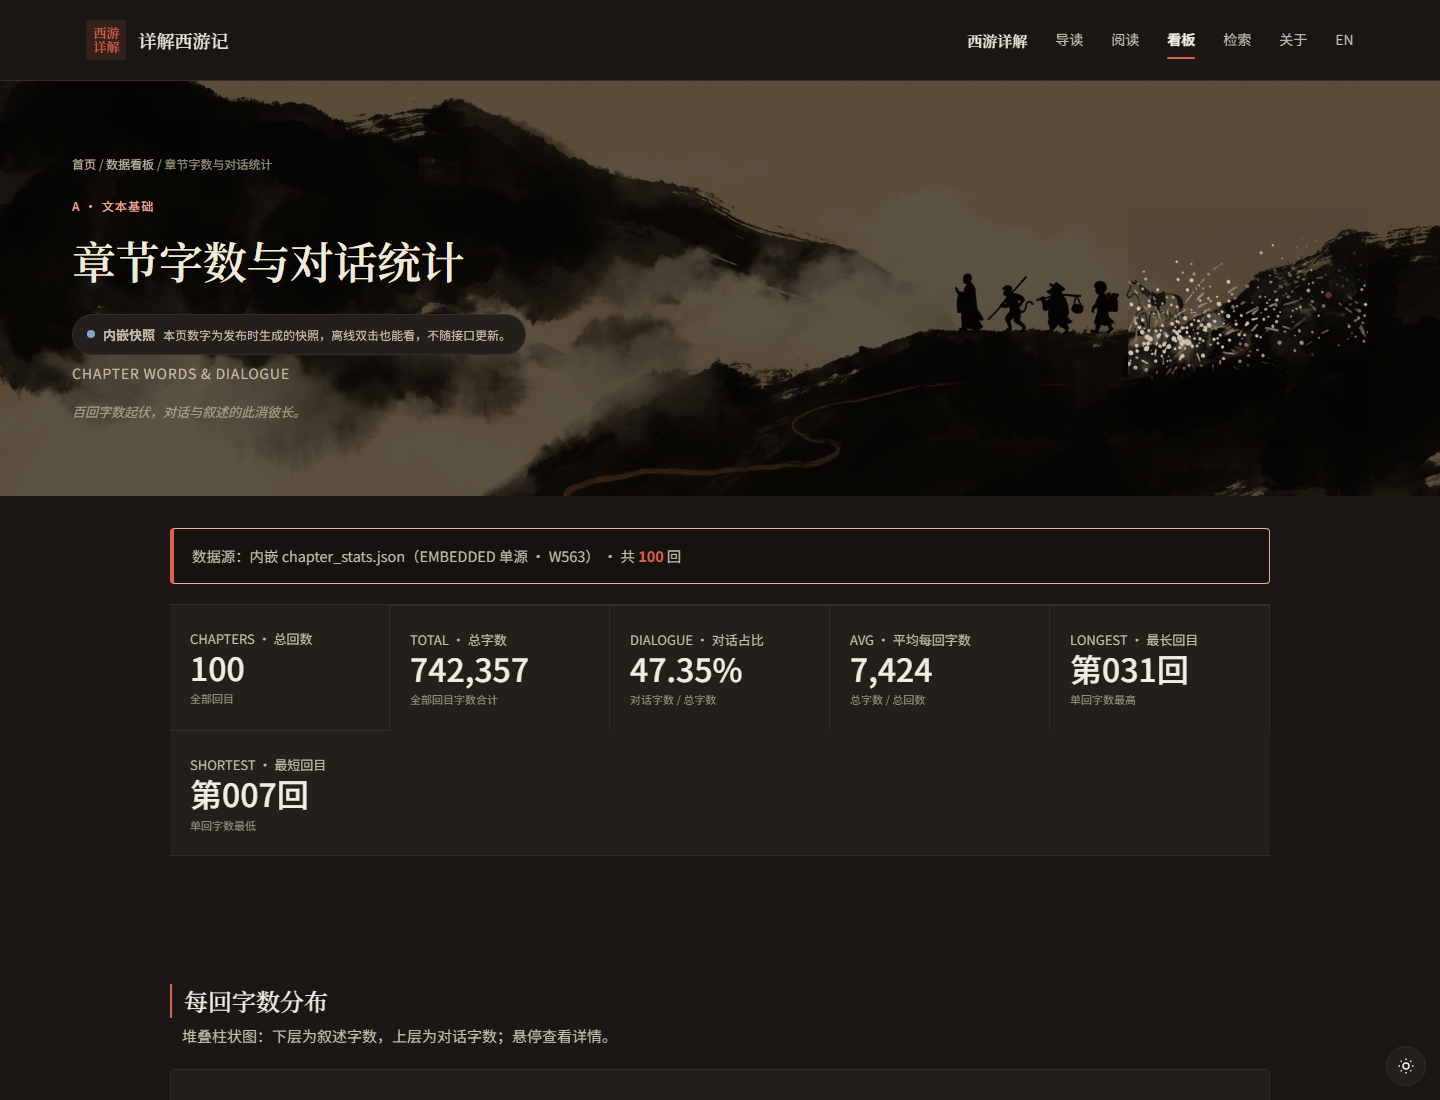 西游
详解
详解西游记
西游详解 导读 阅读 看板 检索 关于 EN
首页 / 数据看板 / 章节字数与对话统计
A · 文本基础
章节字数与对话统计
内嵌快照 本页数字为发布时生成的快照，离线双击也能看，不随接口更新。
CHAPTER WORDS & DIALOGUE
百回字数起伏，对话与叙述的此消彼长。
数据源：内嵌 chapter_stats.json（EMBEDDED 单源 · W563） · 共 100 回
CHAPTERS · 总回数
100
全部回目
TOTAL · 总字数
742,357
全部回目字数合计
DIALOGUE · 对话占比
47.35%
对话字数 / 总字数
AVG · 平均每回字数
7,424
总字数 / 总回数
LONGEST · 最长回目
第031回
单回字数最高
SHORTEST · 最短回目
第007回
单回字数最低
每回字数分布
堆叠柱状图：下层为叙述字数，上层为对话字数；悬停查看详情。